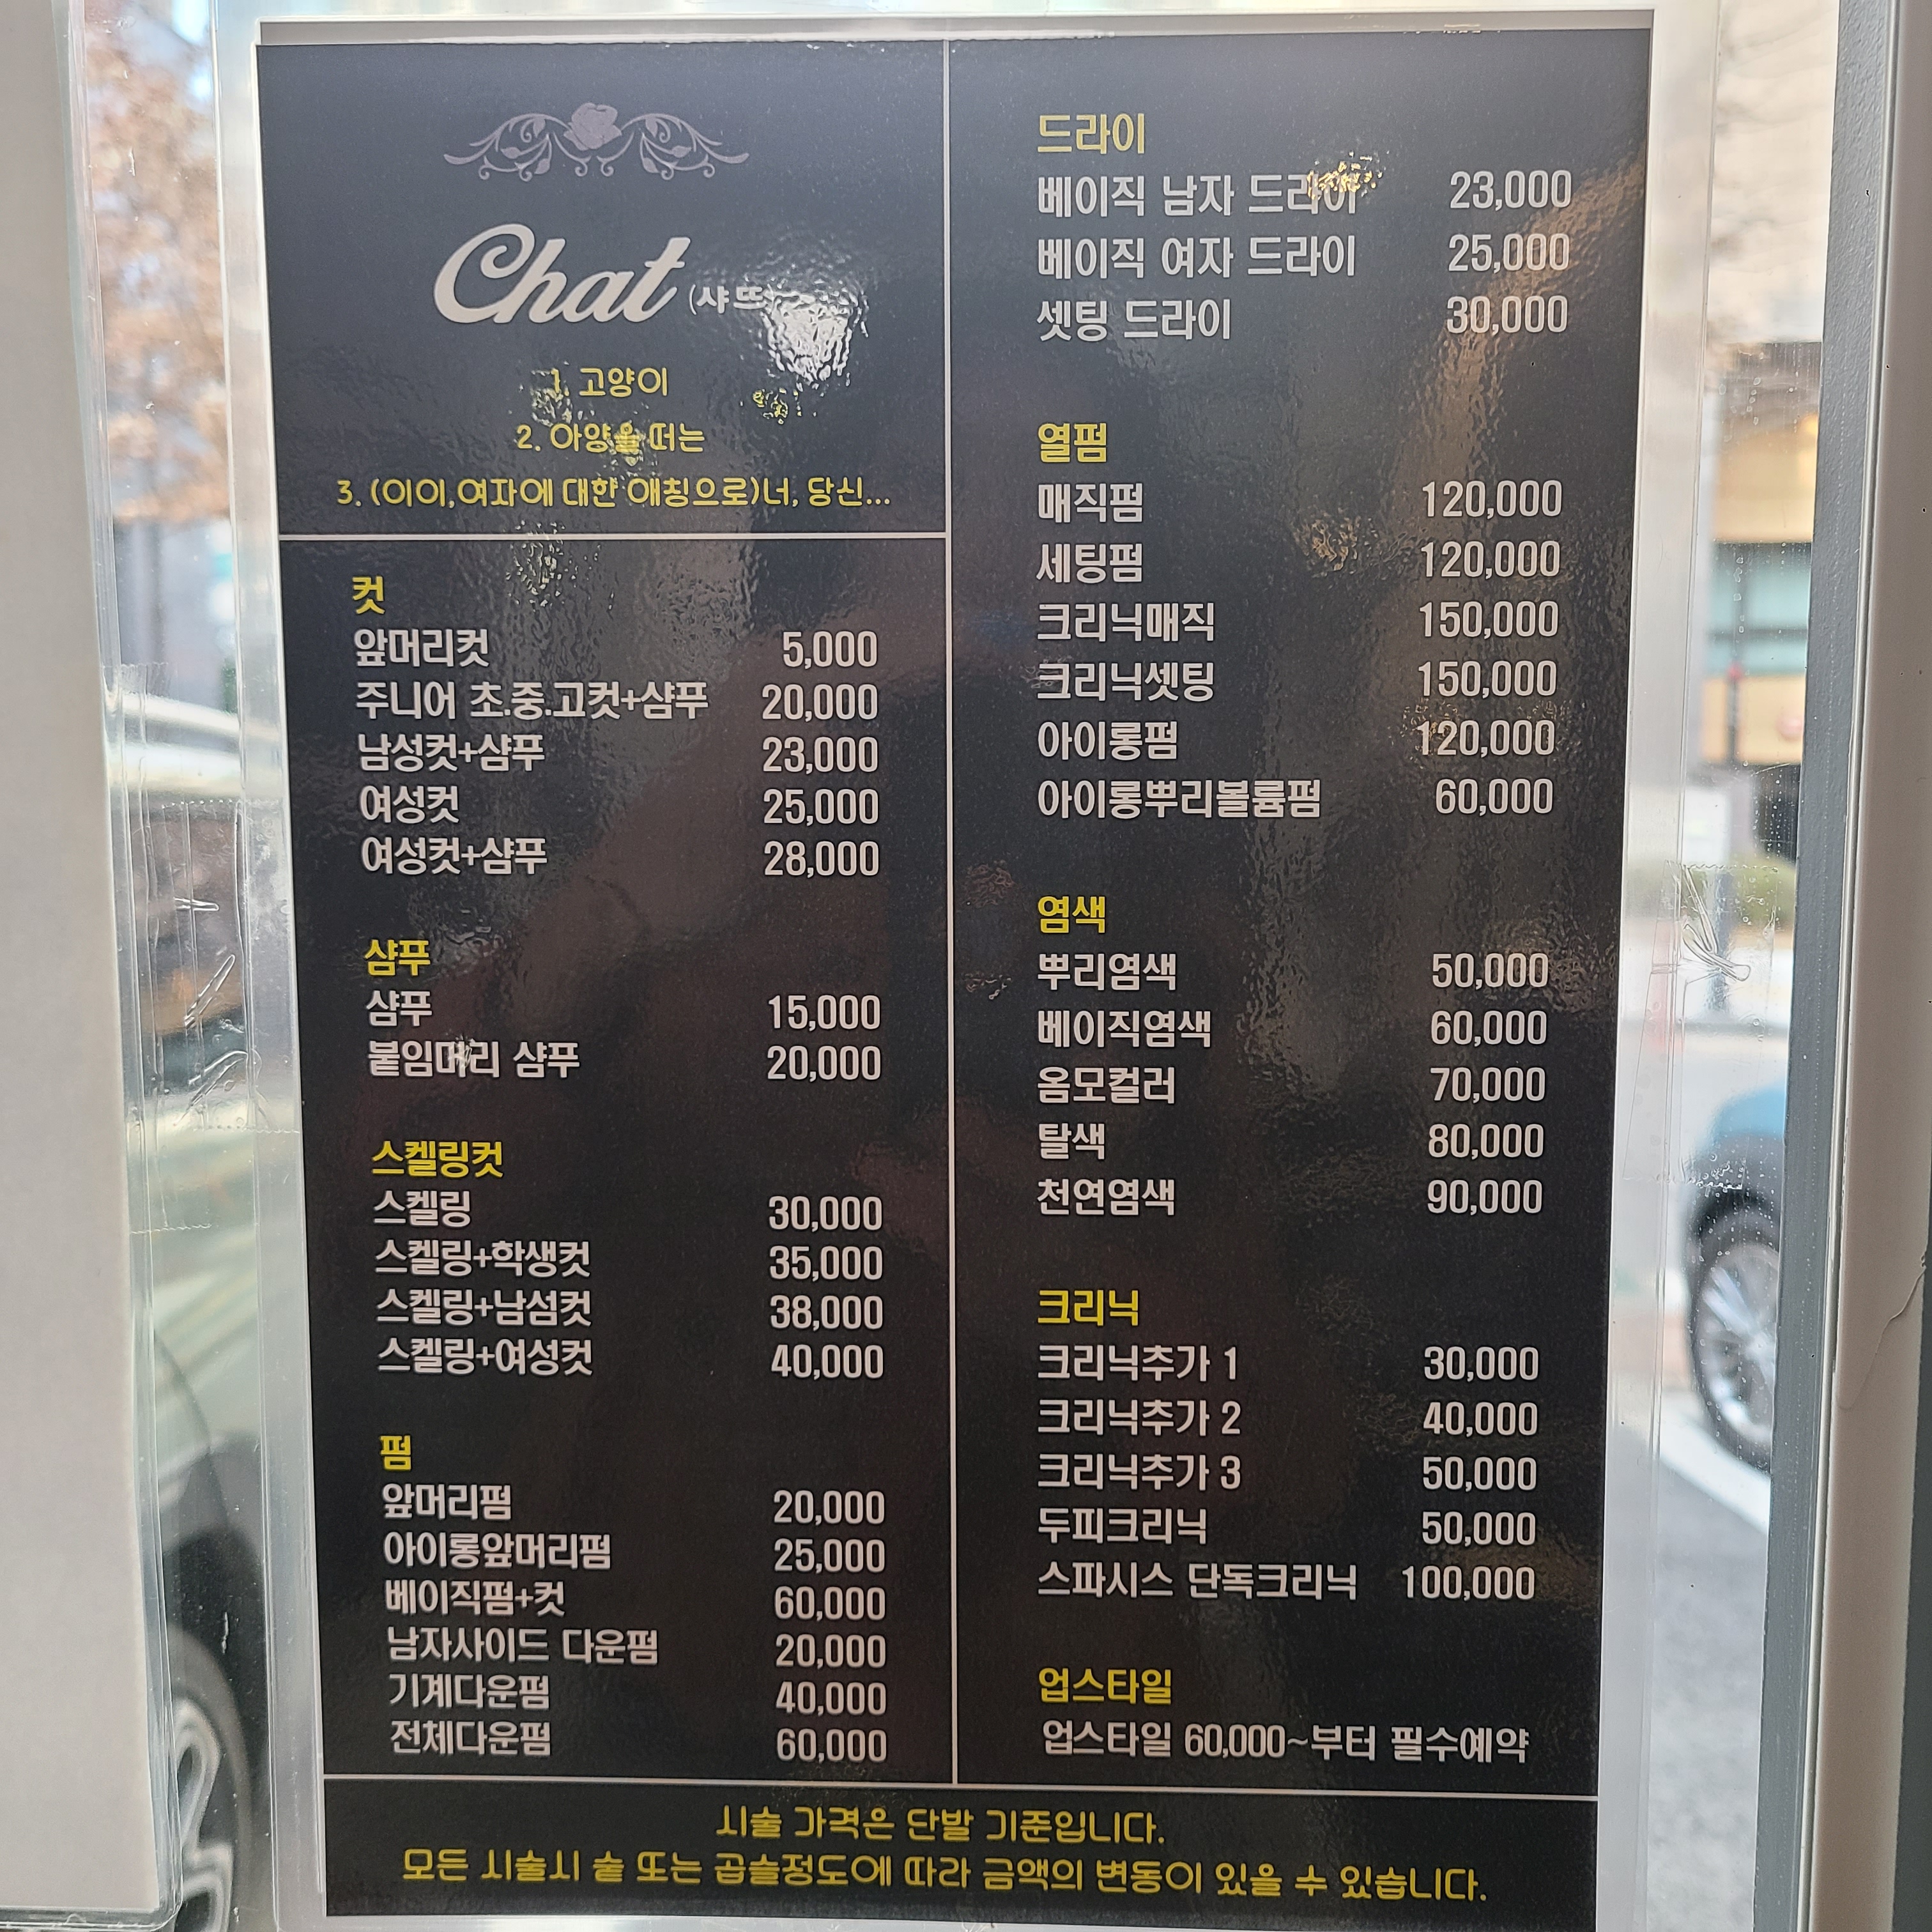 Chat (샤뜨)
1. 고양이
2. 아양을 떠는
3. (아이,여자에 대한 애칭으로)너, 당신...
컷
앞머리컷 5,000
주니어 초.중.고컷+샴푸 20,000
남성컷+샴푸 23,000
여성컷 25,000
여성컷+샴푸 28,000
샴푸
샴푸 15,000
붙임머리 샴푸 20,000
스켈링컷
스켈링 30,000
스켈링+학생컷 35,000
스켈링+남섬컷 38,000
스켈링+여성컷 40,000
펌
앞머리펌 20,000
아이롱앞머리펌 25,000
베이직펌+컷 60,000
남자사이드 다운펌 20,000
기계다운펌 40,000
전체다운펌 60,000
드라이
베이직 남자 드라이 23,000
베이직 여자 드라이 25,000
셋팅 드라이 30,000
열펌
매직펌 120,000
세팅펌 120,000
크리닉매직 150,000
크리닉셋팅 150,000
아이롱펌 120,000
아이롱뿌리볼륨펌 60,000
염색
뿌리염색 50,000
베이직염색 60,000
옴모컬러 70,000
탈색 80,000
천연염색 90,000
크리닉
크리닉추가 1 30,000
크리닉추가 2 40,000
크리닉추가 3 50,000
두피크리닉 50,000
스파시스 단독크리닉 100,000
업스타일
업스타일 60,000~부터 필수예약
시술 가격은 단발 기준입니다.
모든 시술시 숱 또는 곱슬정도에 따라 금액의 변동이 있을 수 있습니다.